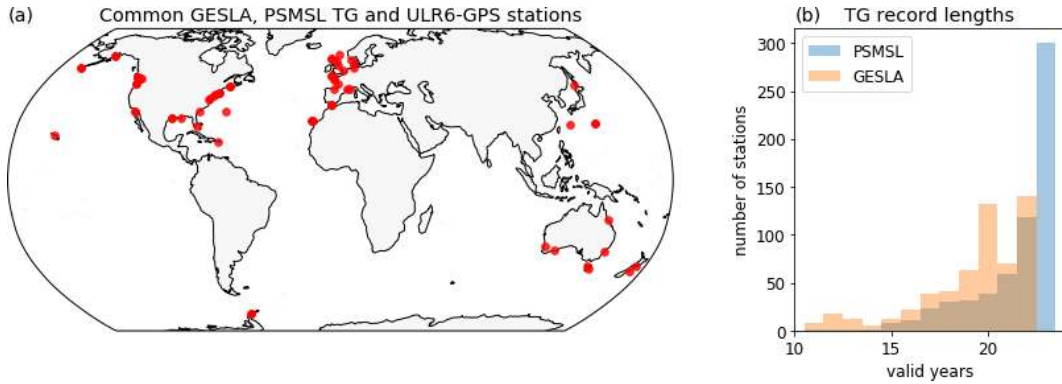 (a) Common GESLA, PSMSL TG and ULR6-GPS stations
(b) TG record lengths
number of stations
300
250
200
150
100
50
0
PSMSL
GESLA
10 15 20
valid years